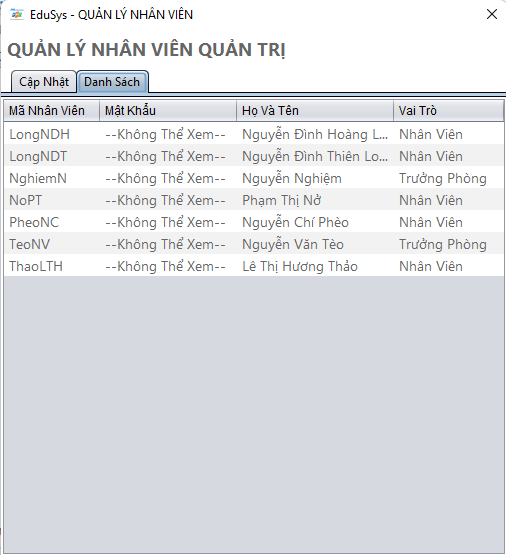 EduSys - QUẢN LÝ NHÂN VIÊN
QUẢN LÝ NHÂN VIÊN QUẢN TRỊ
Cập Nhật Danh Sách
Mã Nhân Viên Mật Khẩu Họ Và Tên Vai Trò
LongNDH --Không Thể Xem-- Nguyễn Đình Hoàng L... Nhân Viên
LongNDT --Không Thể Xem-- Nguyễn Đình Thiên Lo... Nhân Viên
NghiemN --Không Thể Xem-- Nguyễn Nghiệm Trưởng Phòng
NoPT --Không Thể Xem-- Phạm Thị Nở Nhân Viên
PheoNC --Không Thể Xem-- Nguyễn Chí Phèo Nhân Viên
TeoNV --Không Thể Xem-- Nguyễn Văn Tèo Trưởng Phòng
ThaoLTH --Không Thể Xem-- Lê Thị Hương Thảo Nhân Viên